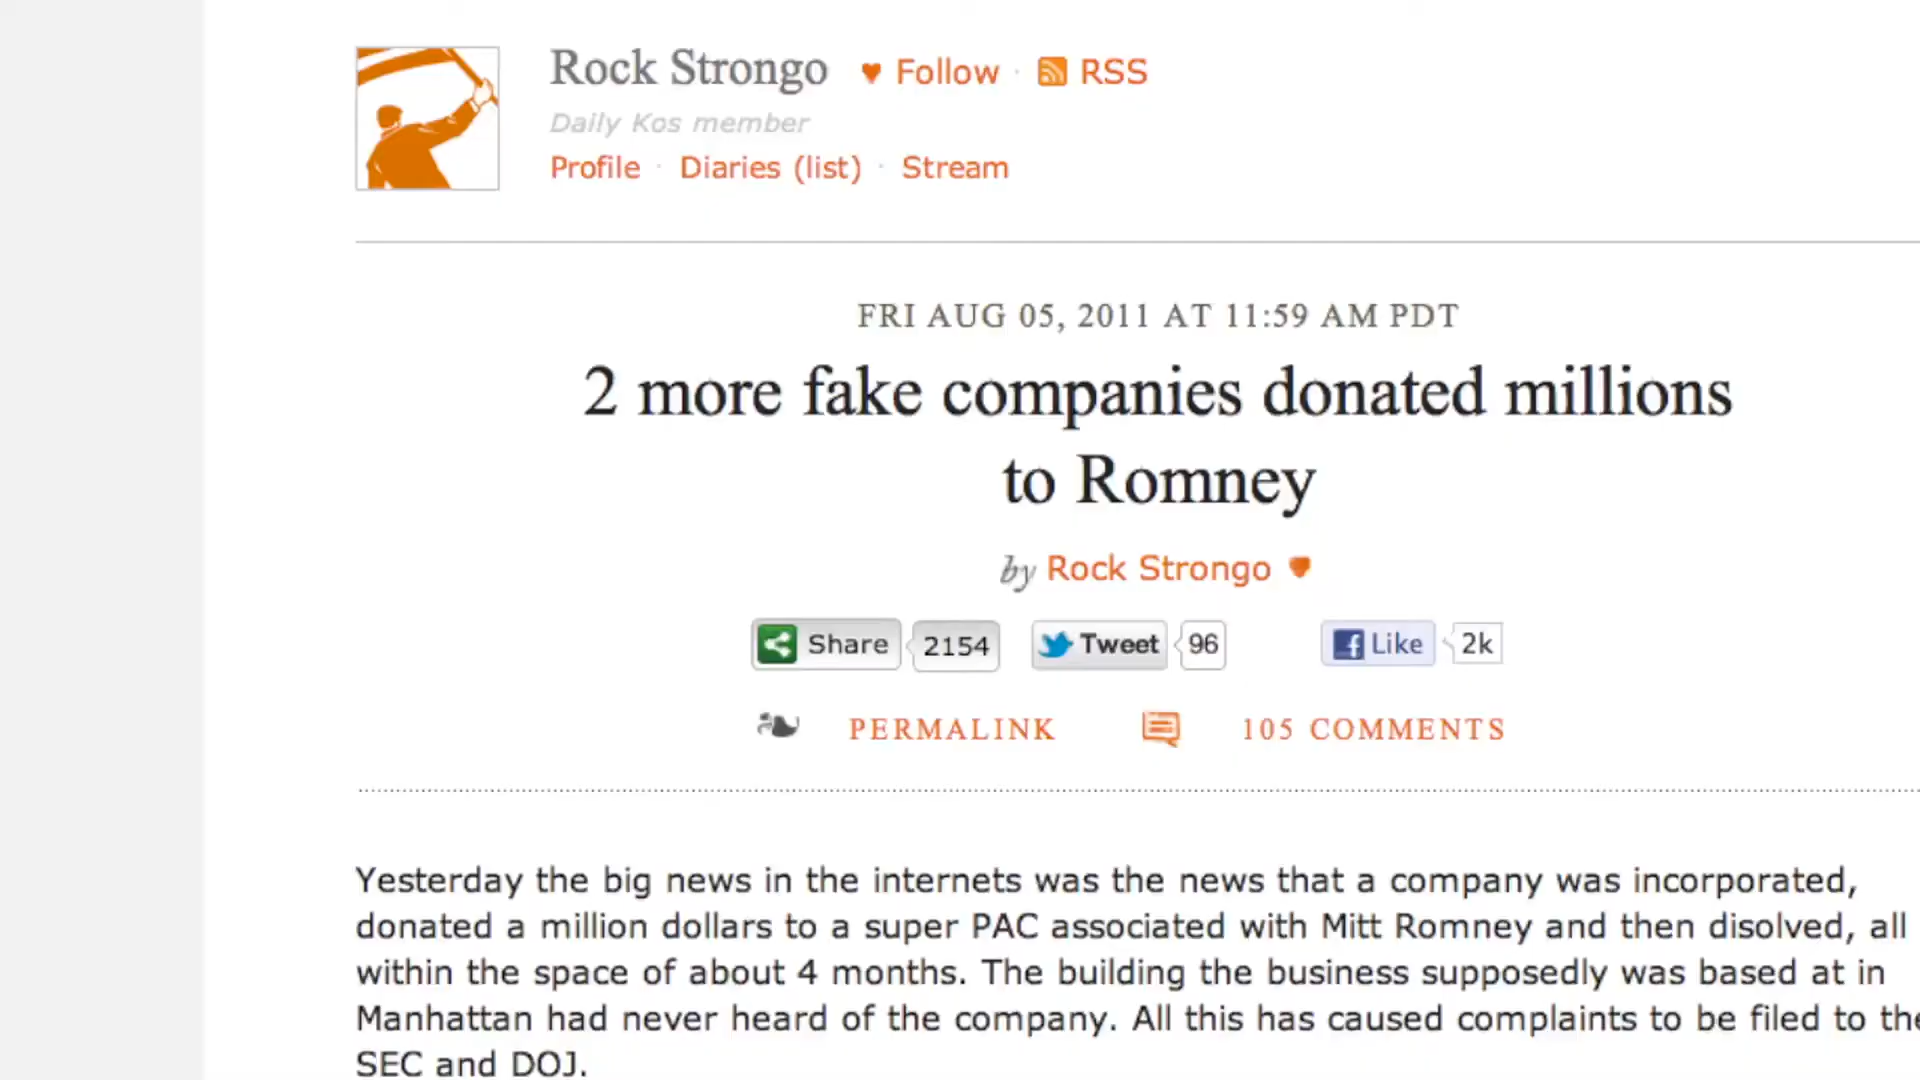 Rock Strongo ♥ Follow · RSS
Daily Kos member
Profile · Diaries (list) · Stream
FRI AUG 05, 2011 AT 11:59 AM PDT
2 more fake companies donated millions
to Romney
by Rock Strongo
Share 2154 Tweet 96 Like 2k
PERMALINK 105 COMMENTS
Yesterday the big news in the internets was the news that a company was incorporated,
donated a million dollars to a super PAC associated with Mitt Romney and then disolved, all
within the space of about 4 months. The building the business supposedly was based at in
Manhattan had never heard of the company. All this has caused complaints to be filed to the
SEC and DOJ.